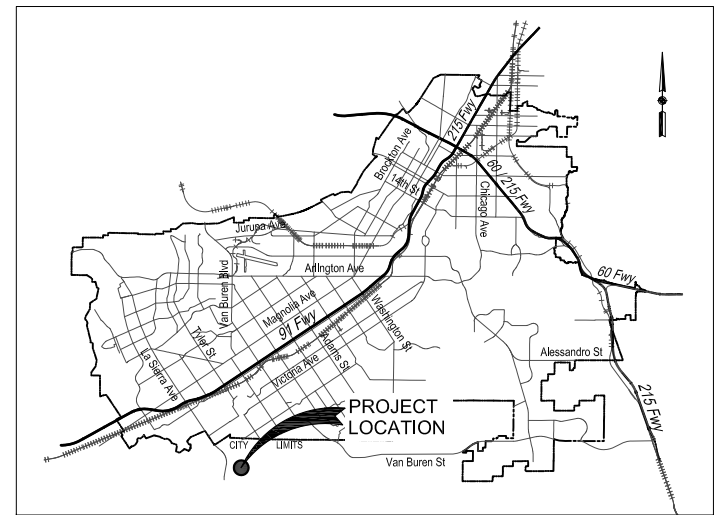 215 Fwy
Brockton Ave
14th St
60 / 215 Fwy
Chicago Ave
Jurupa Ave
Arlington Ave
60 Fwy
Van Buren Blvd
Magnolia Ave
91 Fwy
Washington St
Tyler St
Adams St
La Sierra Ave
Victoria Ave
Alessandro St
215 Fwy
PROJECT
LOCATION
CITY LIMITS
Van Buren St